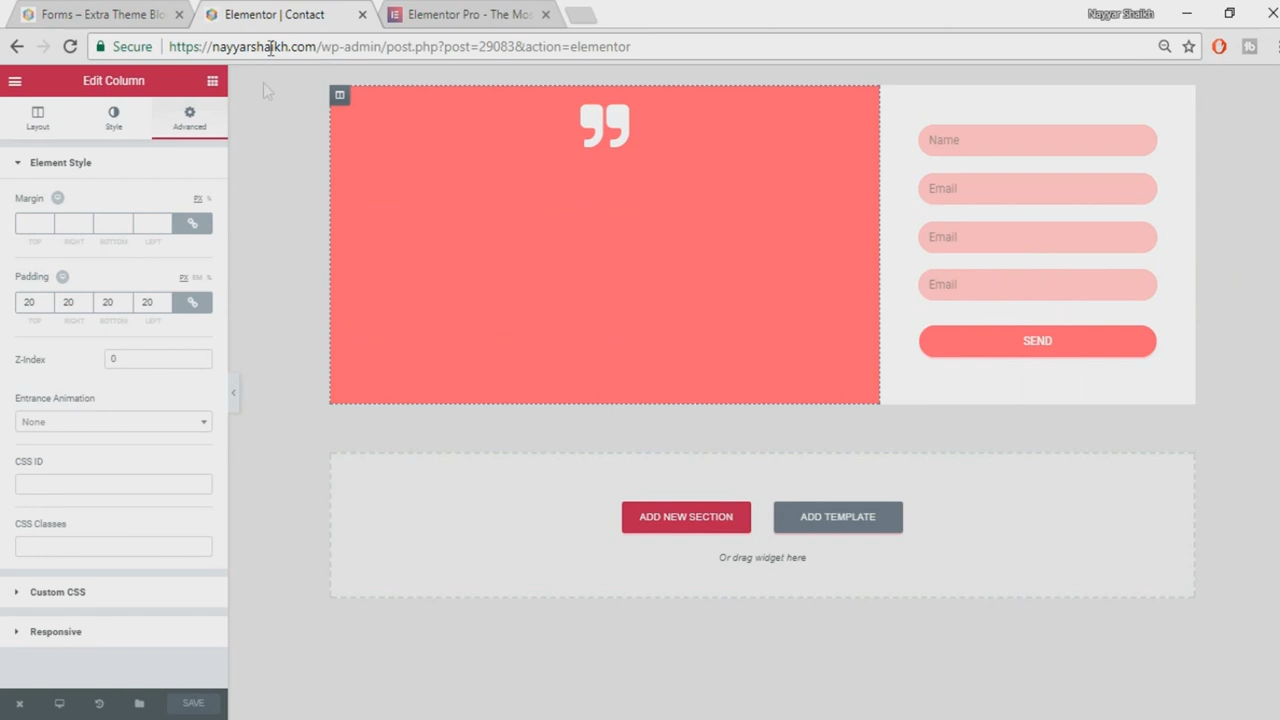 Forms – Extra Theme Blo
Elementor | Contact
Elementor Pro - The Mos
Nayyar Shaikh
Secure
https://nayyarshaikh.com/wp-admin/post.php?post=29083&action=elementor
Edit Column
Layout
Style
Advanced
Element Style
Margin
PX %
TOP RIGHT BOTTOM LEFT
Padding
PX EM %
20 20 20 20
TOP RIGHT BOTTOM LEFT
Z-Index
0
Entrance Animation
None
CSS ID
CSS Classes
Custom CSS
Responsive
SAVE
Name
Email
Email
Email
SEND
ADD NEW SECTION
ADD TEMPLATE
Or drag widget here